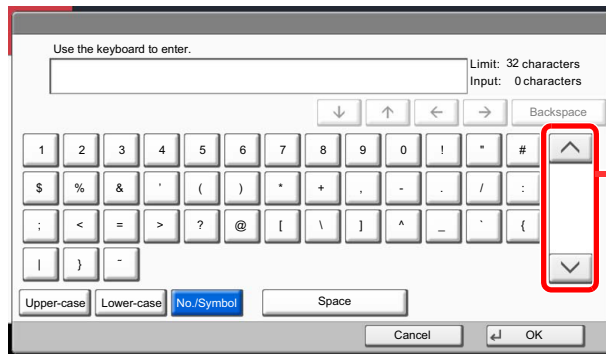 Use the keyboard to enter.
Limit: 32 characters
Input: 0 characters
↓ ↑ ← → Backspace
1 2 3 4 5 6 7 8 9 0 ! " #
$ % & ' ( ) * + , - . / :
; < = > ? @ [ \ ] ^ _ ` {
| } ~
Upper-case Lower-case No./Symbol Space
Cancel OK